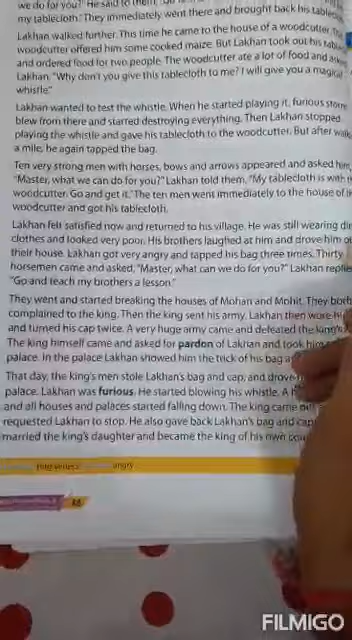 we do for you?" He said to them,
tablecloth." They immediately went there and brought back his
Lakhan walked further. This time he came to the house of a woodcutter. The
woodcutter offered him some cooked maize. But Lakhan took out his
and ordered food for two people. The woodcutter ate a lot of food and asked
Lakhan, "Why don't you give this tablecloth to me? I will give you a magical
whistle."
Lakhan wanted to test the whistle. When he started playing it, furious storm
blew from there and started destroying everything. Then Lakhan stopped
playing the whistle and gave his tablecloth to the woodcutter. But after
a mile, he again tapped the bag.
Ten very strong men with horses, bows and arrows appeared and asked him,
"Master, what we can do for you?" Lakhan told them, "My tablecloth is with
woodcutter. Go and get it." The ten men went immediately to the house of
woodcutter and got his tablecloth.
Lakhan felt satisfied now and returned to his village. He was still wearing
clothes and looked very poor. His brothers laughed at him and drove him
their house. Lakhan got very angry and tapped his bag three times. Thirty
horsemen came and asked, "Master, what can we do for you?" Lakhan
"Go and teach my brothers a lesson."
They went and started breaking the houses of Mohan and Mohit. They both
complained to the king. Then the king sent his army. Lakhan then wore
and turned his cap twice. A very huge army came and defeated the king's
The king himself came and asked for pardon of Lakhan and took him
palace. In the palace Lakhan showed him the trick of his bag
That day, the king's men stole Lakhan's bag and cap, and drove
palace. Lakhan was furious. He started blowing his whistle. A
and all houses and palaces started falling down. The king came
requested Lakhan to stop. He also gave back Lakhan's bag and cap
married the king's daughter and became the king of his own
angry
68
FILMIGO